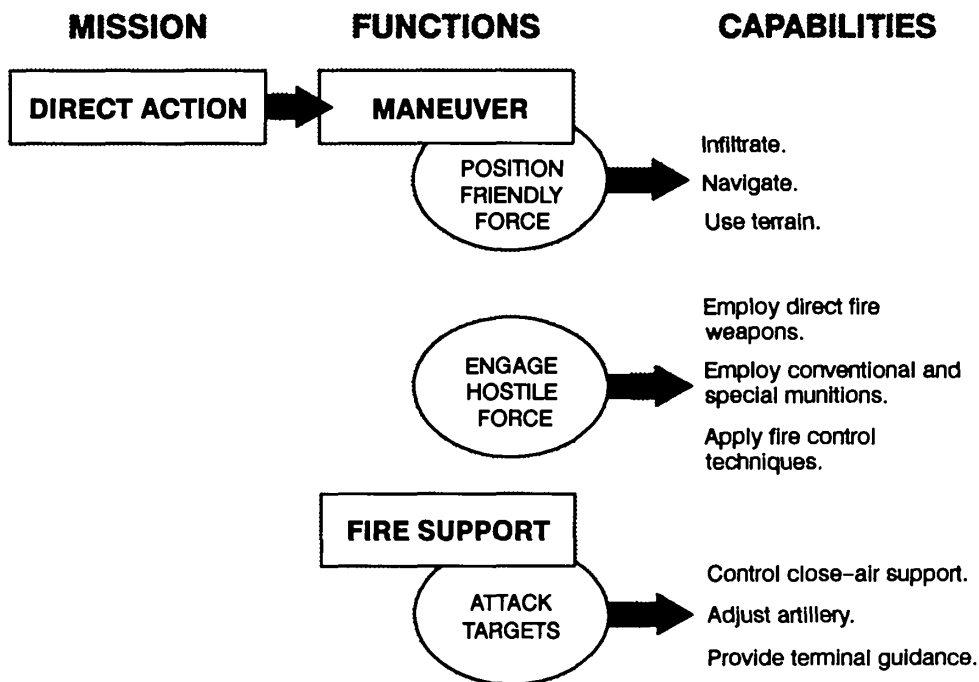 MISSION FUNCTIONS CAPABILITIES
DIRECT ACTION
MANEUVER
POSITION
FRIENDLY
FORCE
Infiltrate.
Navigate.
Use terrain.
ENGAGE
HOSTILE
FORCE
Employ direct fire
weapons.
Employ conventional and
special munitions.
Apply fire control
techniques.
FIRE SUPPORT
ATTACK
TARGETS
Control close-air support.
Adjust artillery.
Provide terminal guidance.